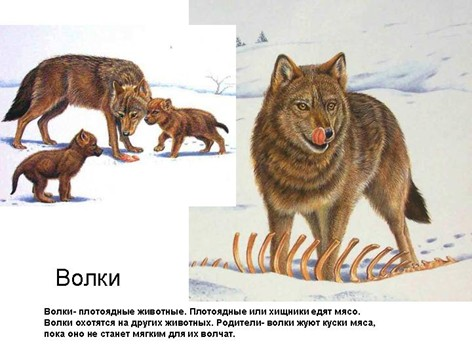 Волки
Волки- плотоядные животные. Плотоядные или хищники едят мясо.
Волки охотятся на других животных. Родители- волки жуют куски мяса,
пока оно не станет мягким для их волчат.